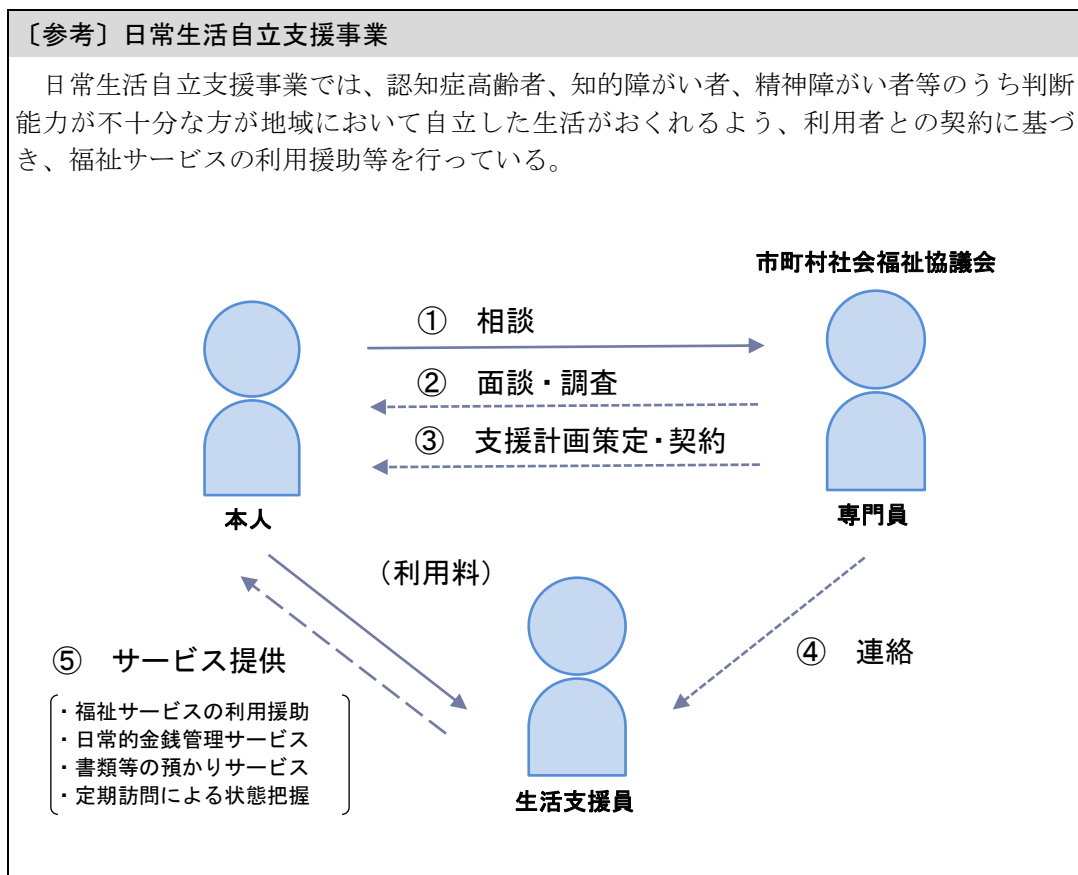 〔参考〕日常生活自立支援事業
日常生活自立支援事業では、認知症高齢者、知的障がい者、精神障がい者等のうち判断
能力が不十分な方が地域において自立した生活がおくれるよう、利用者との契約に基づ
き、福祉サービスの利用援助等を行っている。
市町村社会福祉協議会
① 相談
② 面談・調査
③ 支援計画策定・契約
本人
専門員
（利用料）
④ 連絡
⑤ サービス提供
・福祉サービスの利用援助
・日常的金銭管理サービス
・書類等の預かりサービス
・定期訪問による状態把握
生活支援員